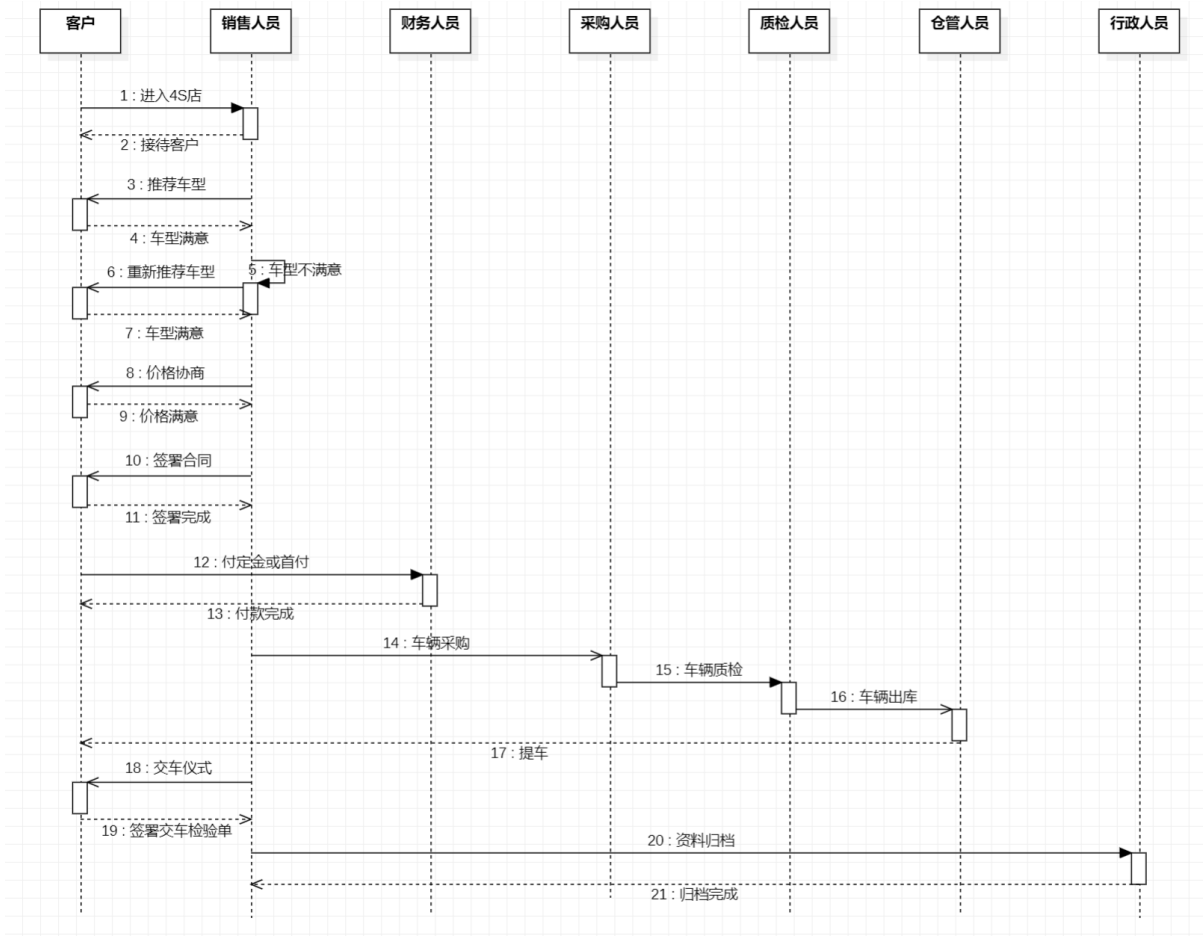 客户
销售人员
财务人员
采购人员
质检人员
仓管人员
行政人员
1 : 进入4S店
2 : 接待客户
3 : 推荐车型
4 : 车型满意
5 : 车型不满意
6 : 重新推荐车型
7 : 车型满意
8 : 价格协商
9 : 价格满意
10 : 签署合同
11 : 签署完成
12 : 付定金或首付
13 : 付款完成
14 : 车辆采购
15 : 车辆质检
16 : 车辆出库
17 : 提车
18 : 交车仪式
19 : 签署交车检验单
20 : 资料归档
21 : 归档完成